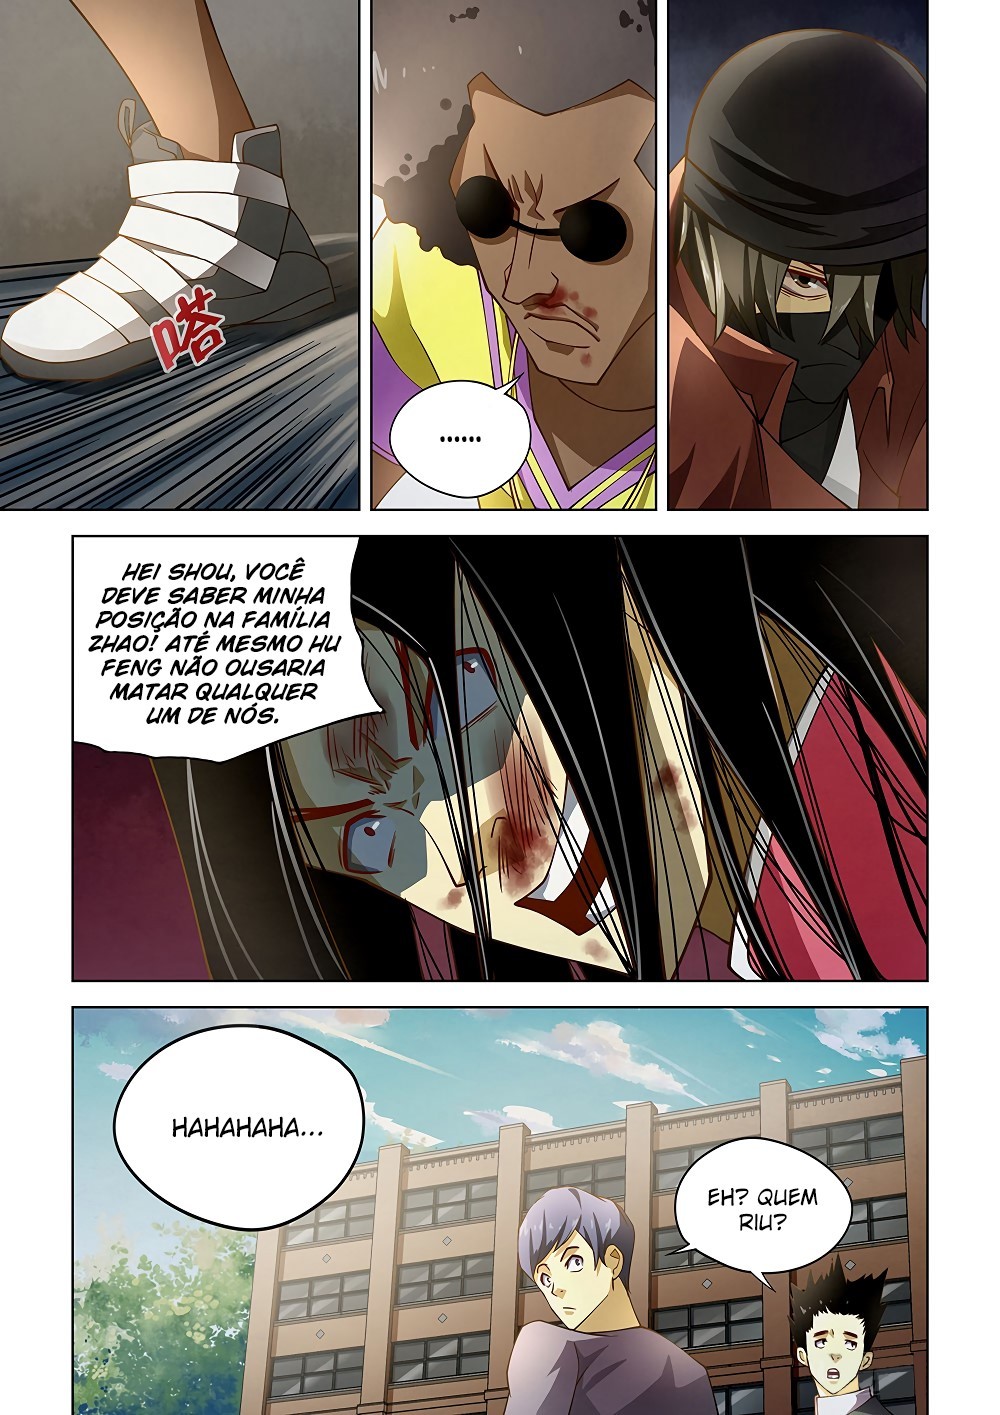 嗒
......
HEI SHOU, VOCÊ
DEVE SABER MINHA
POSIÇÃO NA FAMÍLIA
ZHAO! ATÉ MESMO HU
FENG NÃO OUSARIA
MATAR QUALQUER
UM DE NÓS.
HAHAHAHA...
EH? QUEM
RIU?